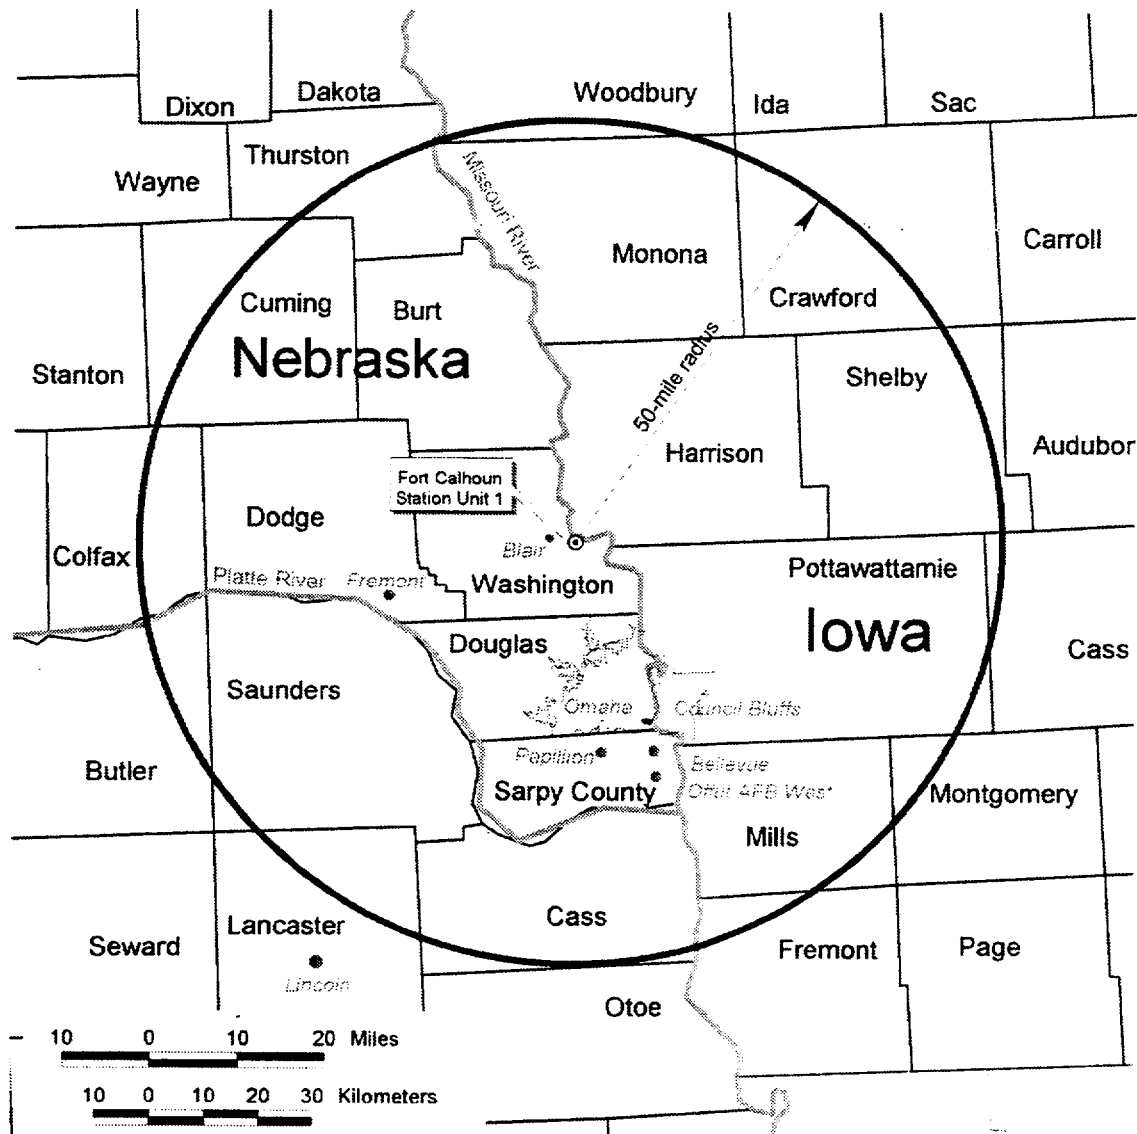 Dakota
Woodbury
Ida
Sac
Dixon
Thurston
Wayne
Missouri River
Carroll
Monona
Cuming
Burt
Crawford
Nebraska
Stanton
50-mile radius
Shelby
Harrison
Audubor
Fort Calhoun
Station Unit 1
Dodge
Blair
Colfax
Pottawattamie
Platte River
Fremont
Washington
Iowa
Douglas
Cass
Saunders
Omaha
Council Bluffs
Papillion
Bellevue
Butler
Sarpy County
Offut AFB West
Montgomery
Mills
Cass
Lancaster
Seward
Fremont
Page
Lincoln
Otoe
10 0 10 20 Miles
10 0 10 20 30 Kilometers